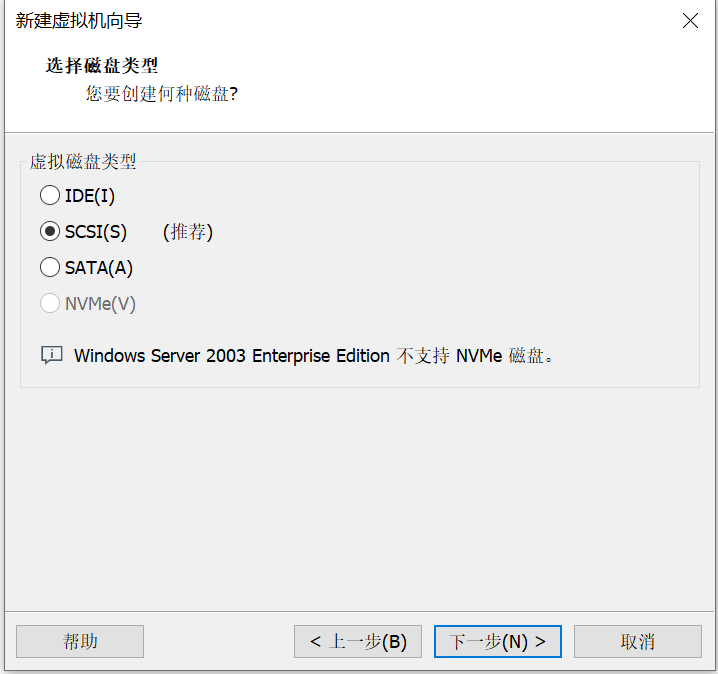 新建虚拟机向导
选择磁盘类型
您要创建何种磁盘?
虚拟磁盘类型
IDE(I)
SCSI(S) (推荐)
SATA(A)
NVMe(V)
Windows Server 2003 Enterprise Edition 不支持 NVMe 磁盘。
帮助 < 上一步(B) 下一步(N) > 取消